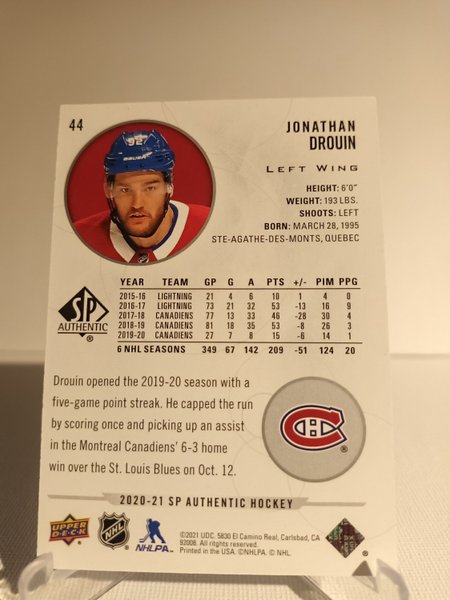 44
JONATHAN
DROUIN
LEFT WING
92
HEIGHT: 6'0"
WEIGHT: 193 LBS.
SHOOTS: LEFT
BORN: MARCH 28, 1995
STE-AGATHE-DES-MONTS, QUEBEC
SP
AUTHENTIC
YEAR TEAM GP G A PTS +/- PIM PPG
2015-16 LIGHTNING 21 4 6 10 1 4 0
2016-17 LIGHTNING 73 21 32 53 -13 16 9
2017-18 CANADIENS 77 13 33 46 -28 30 4
2018-19 CANADIENS 81 18 35 53 -8 26 3
2019-20 CANADIENS 27 7 8 15 -6 14 1
6 NHL SEASONS 349 67 142 209 -51 124 20
Drouin opened the 2019-20 season with a
five-game point streak. He capped the run
by scoring once and picking up an assist
in the Montreal Canadiens' 6-3 home
win over the St. Louis Blues on Oct. 12.
2020-21 SP AUTHENTIC HOCKEY
UPPER
DECK
NHL
NHLPA
©2021 UDC. 5830 El Camino Real, Carlsbad, CA
92008. All rights reserved.
Printed in the USA. ©NHLPA. © NHL.